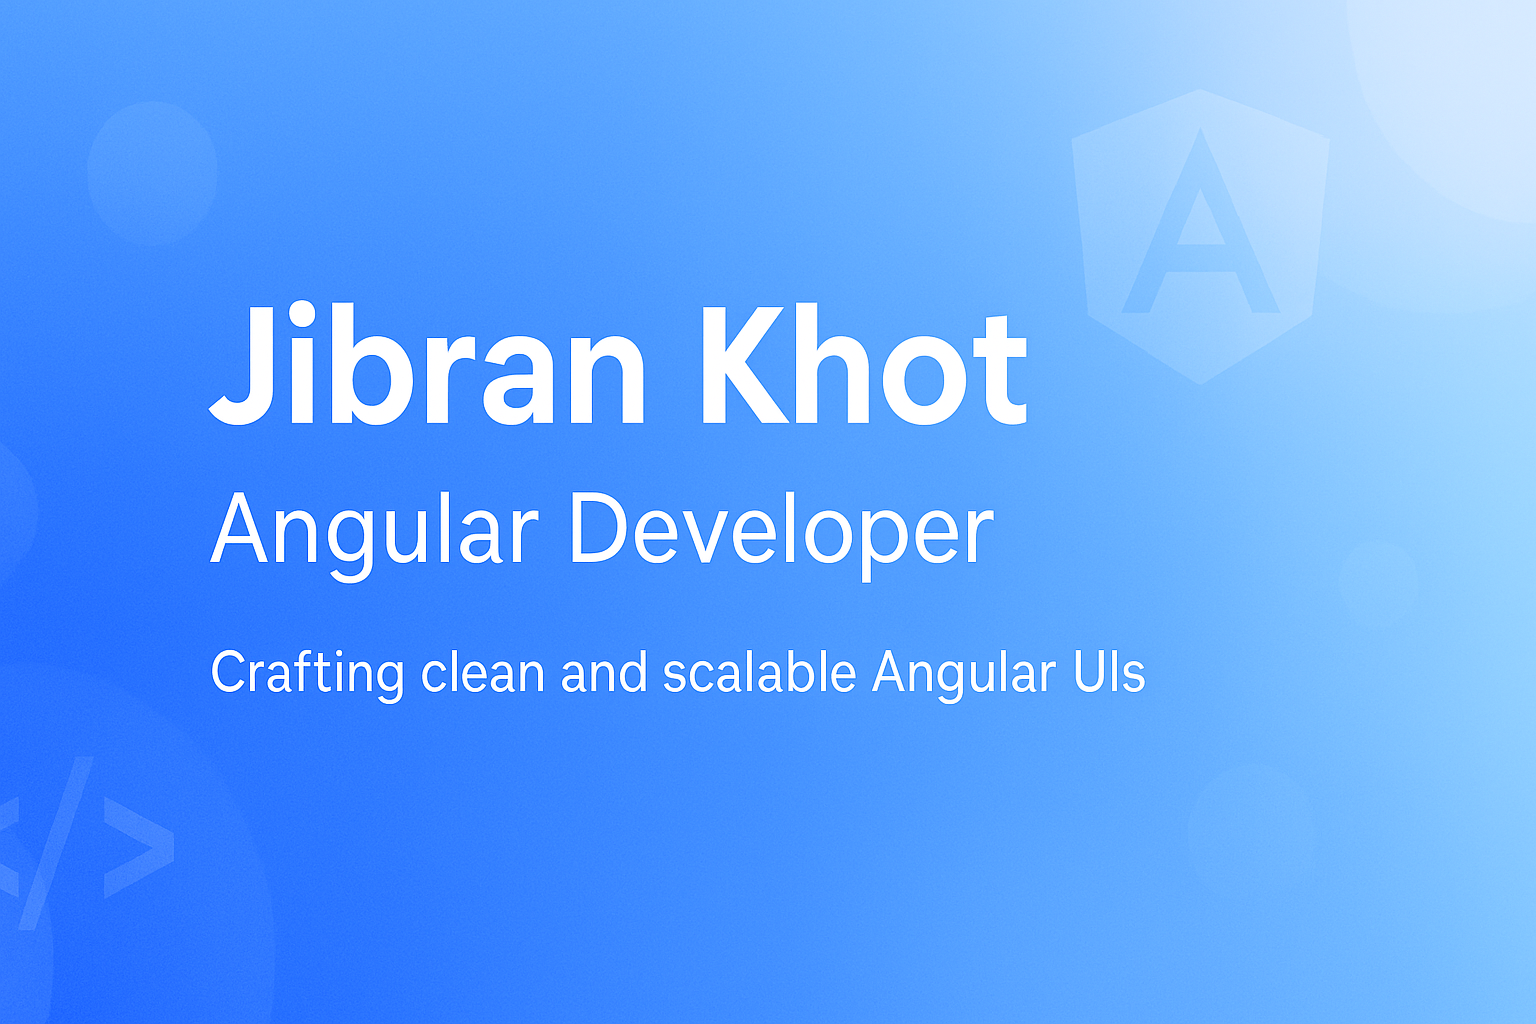 A
Jibran Khot
Angular Developer
Crafting clean and scalable Angular UIs
</>